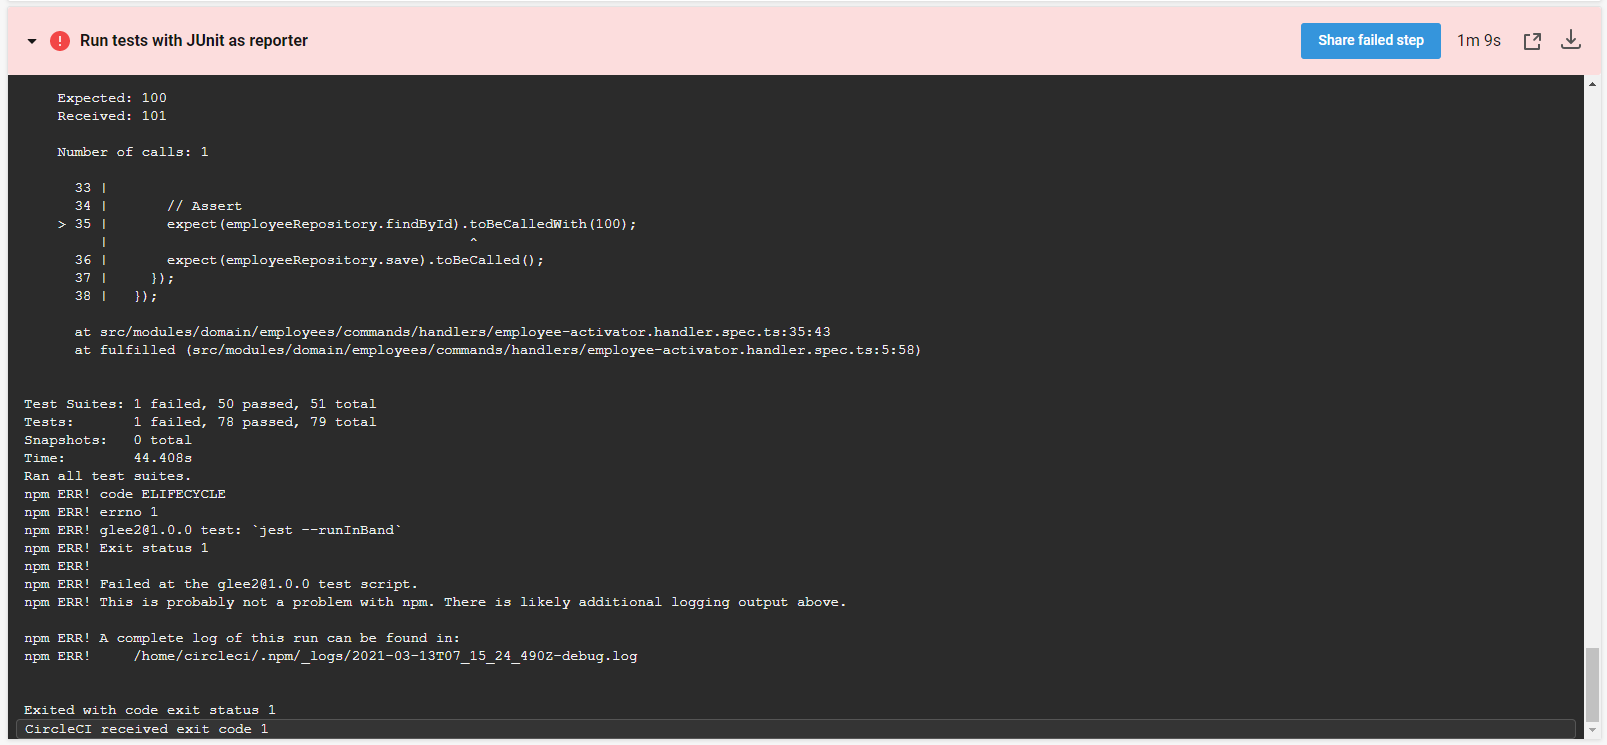 Run tests with JUnit as reporter
Share failed step
1m 9s
Expected: 100
Received: 101
Number of calls: 1
33 |
34 |       // Assert
> 35 |       expect(employeeRepository.findById).toBeCalledWith(100);
|                                            ^
36 |       expect(employeeRepository.save).toBeCalled();
37 |     });
38 |   });
at src/modules/domain/employees/commands/handlers/employee-activator.handler.spec.ts:35:43
at fulfilled (src/modules/domain/employees/commands/handlers/employee-activator.handler.spec.ts:5:58)
Test Suites: 1 failed, 50 passed, 51 total
Tests:       1 failed, 78 passed, 79 total
Snapshots:   0 total
Time:        44.408s
Ran all test suites.
npm ERR! code ELIFECYCLE
npm ERR! errno 1
npm ERR! glee2@1.0.0 test: `jest --runInBand`
npm ERR! Exit status 1
npm ERR!
npm ERR! Failed at the glee2@1.0.0 test script.
npm ERR! This is probably not a problem with npm. There is likely additional logging output above.
npm ERR! A complete log of this run can be found in:
npm ERR!     /home/circleci/.npm/_logs/2021-03-13T07_15_24_490Z-debug.log
Exited with code exit status 1
CircleCI received exit code 1